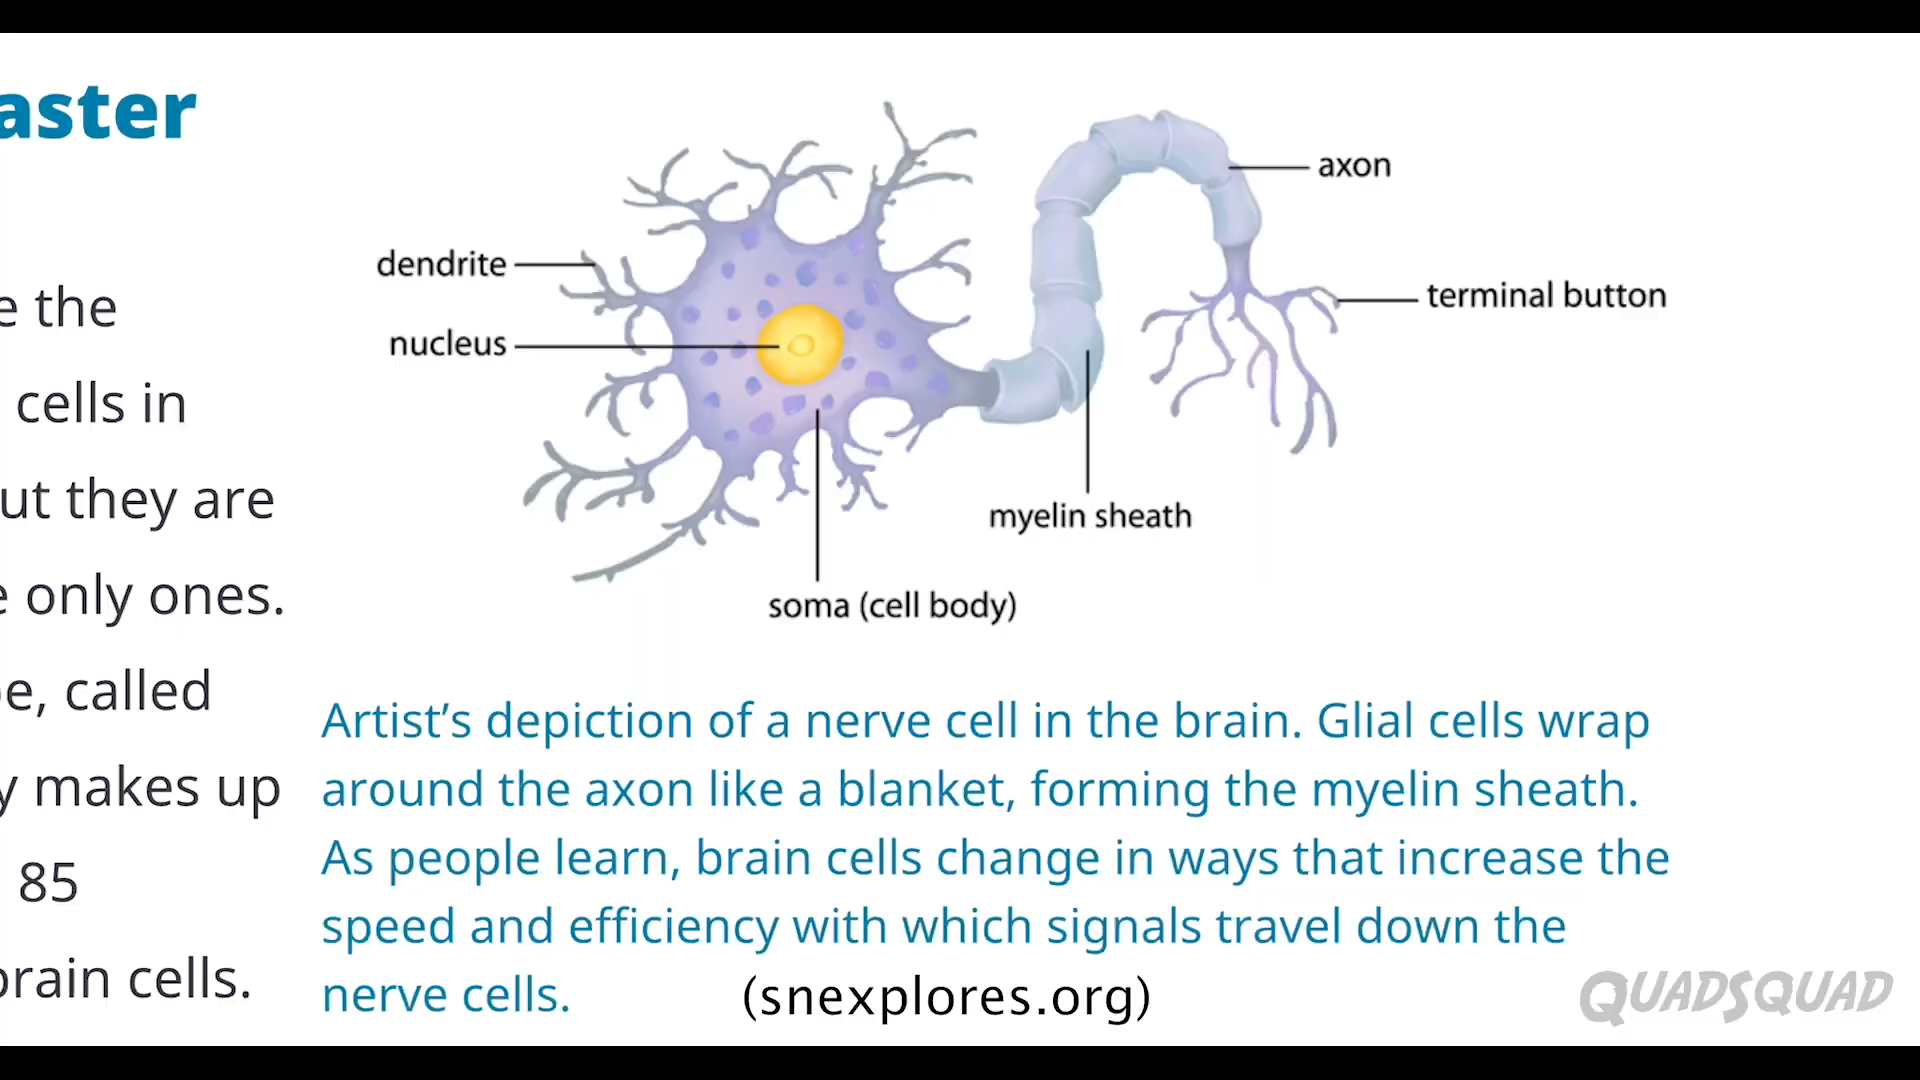 aster
e the
cells in
ut they are
e only ones.
e, called
y makes up
85
brain cells.
axon
dendrite
terminal button
nucleus
myelin sheath
soma (cell body)
Artist’s depiction of a nerve cell in the brain. Glial cells wrap
around the axon like a blanket, forming the myelin sheath.
As people learn, brain cells change in ways that increase the
speed and efficiency with which signals travel down the
nerve cells.
(snexplores.org)
QUADSQUAD